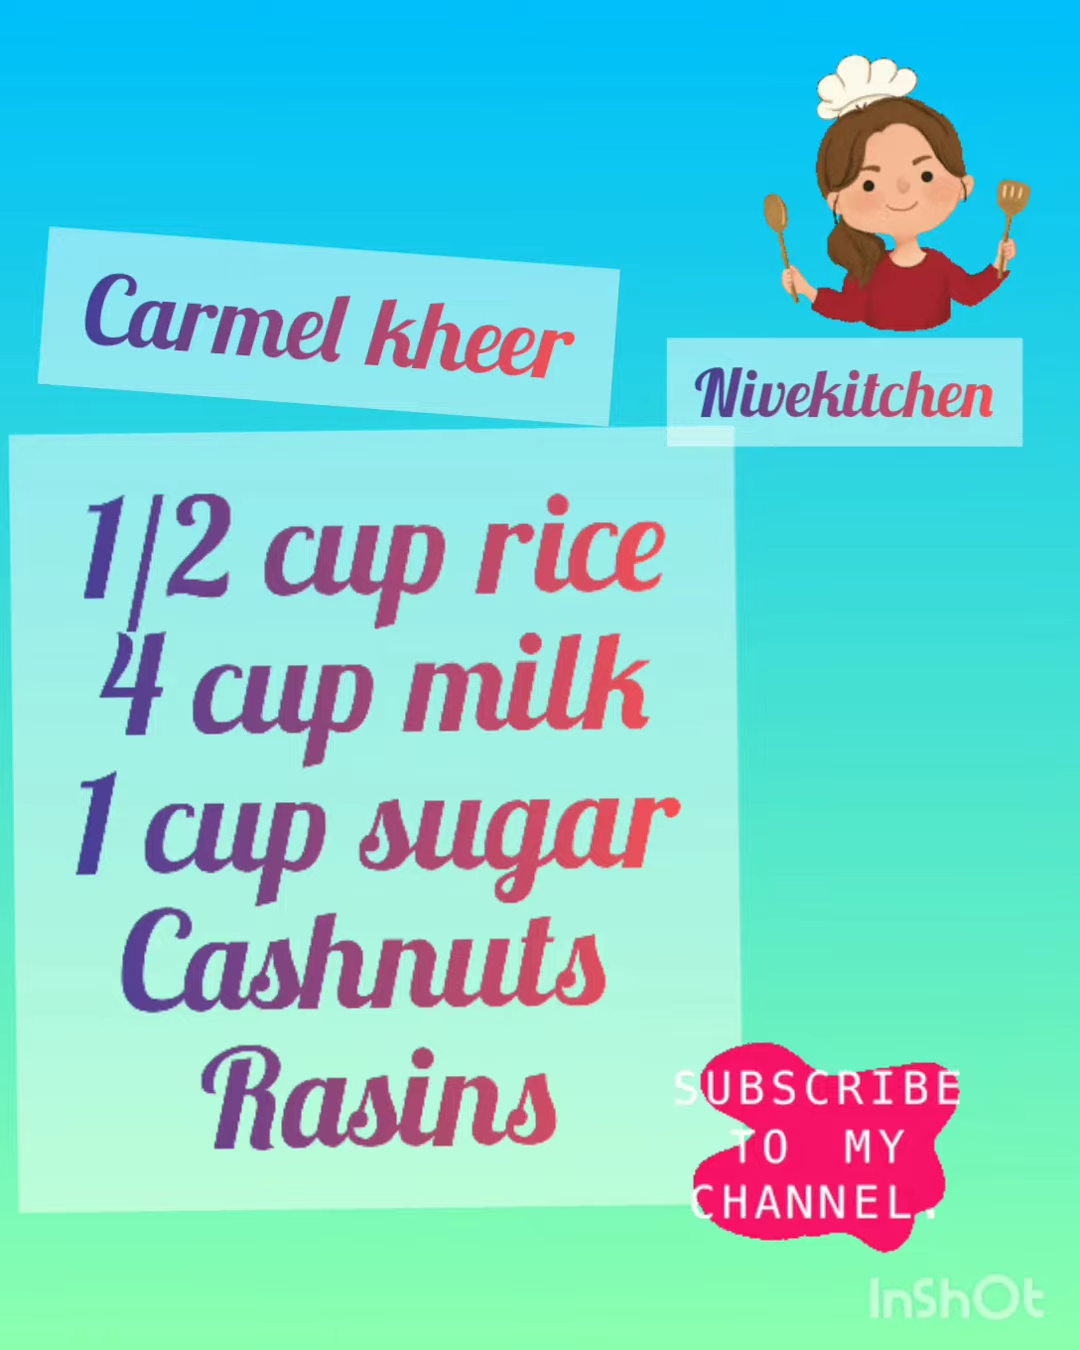 Carmel kheer
Nivekitchen
1/2 cup rice
4 cup milk
1 cup sugar
Cashnuts
Rasins
SUBSCRIBE
TO MY
CHANNEL.
InShOt